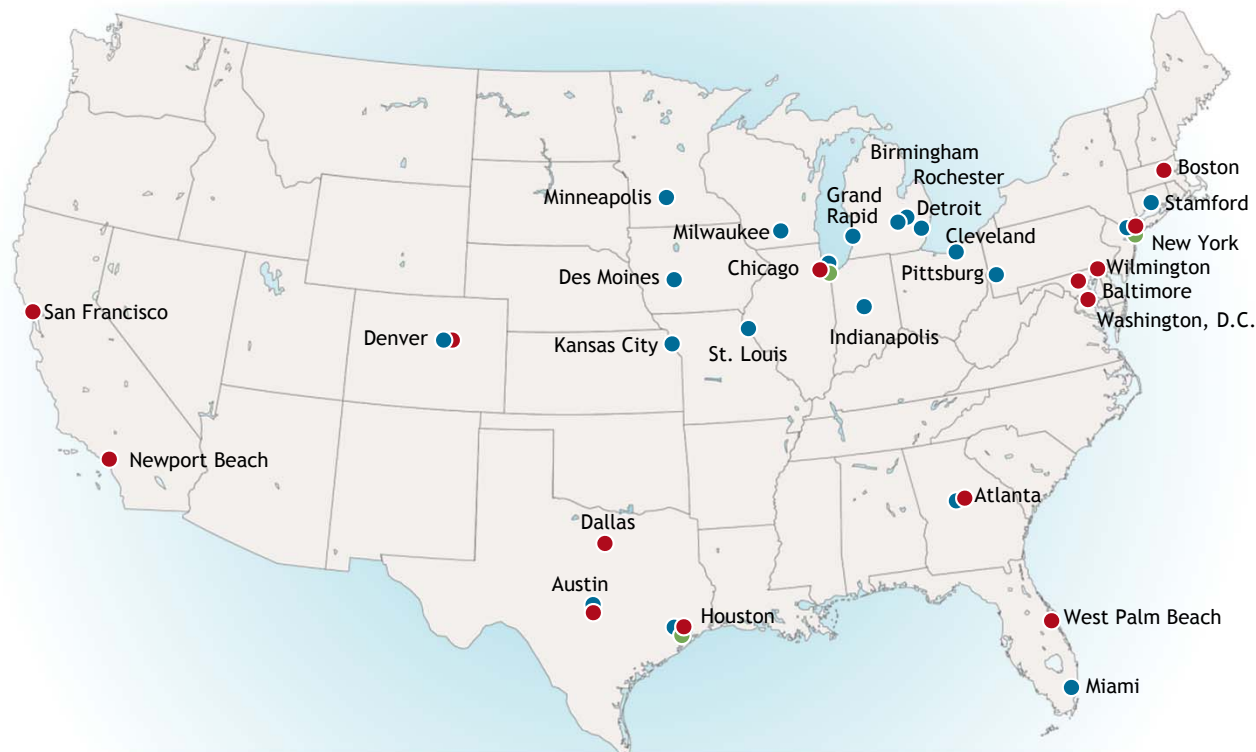 Birmingham
Rochester
Boston
Minneapolis
Grand
Rapid
Detroit
Stamford
Milwaukee
Cleveland
New York
Chicago
Pittsburg
Wilmington
Des Moines
Baltimore
San Francisco
Washington, D.C.
Denver
Kansas City
St. Louis
Indianapolis
Newport Beach
Atlanta
Dallas
Austin
Houston
West Palm Beach
Miami